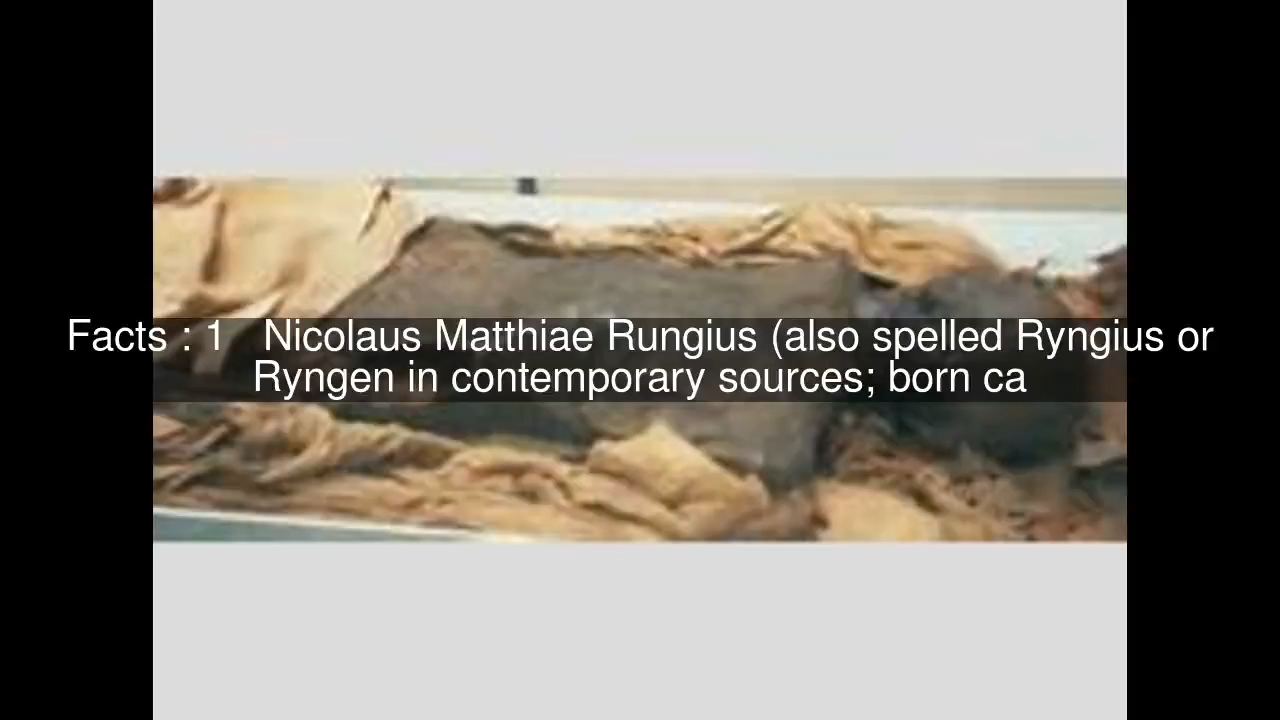 Facts : 1   Nicolaus Matthiae Rungius (also spelled Ryngius or
Ryngen in contemporary sources; born ca